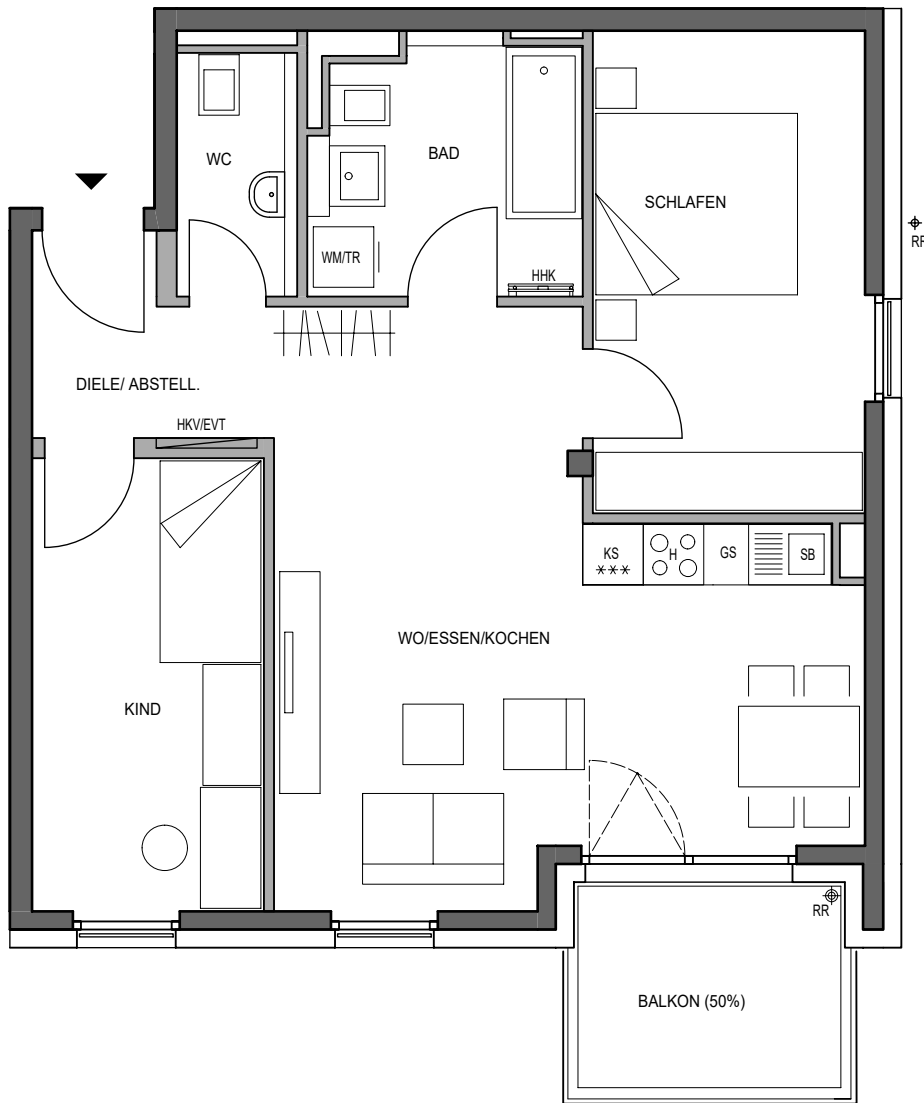 WC
BAD
SCHLAFEN
RR
WM/TR
HHK
DIELE/ ABSTELL.
HKV/EVT
KS
***
H
GS
SB
WO/ESSEN/KOCHEN
KIND
RR
BALKON (50%)